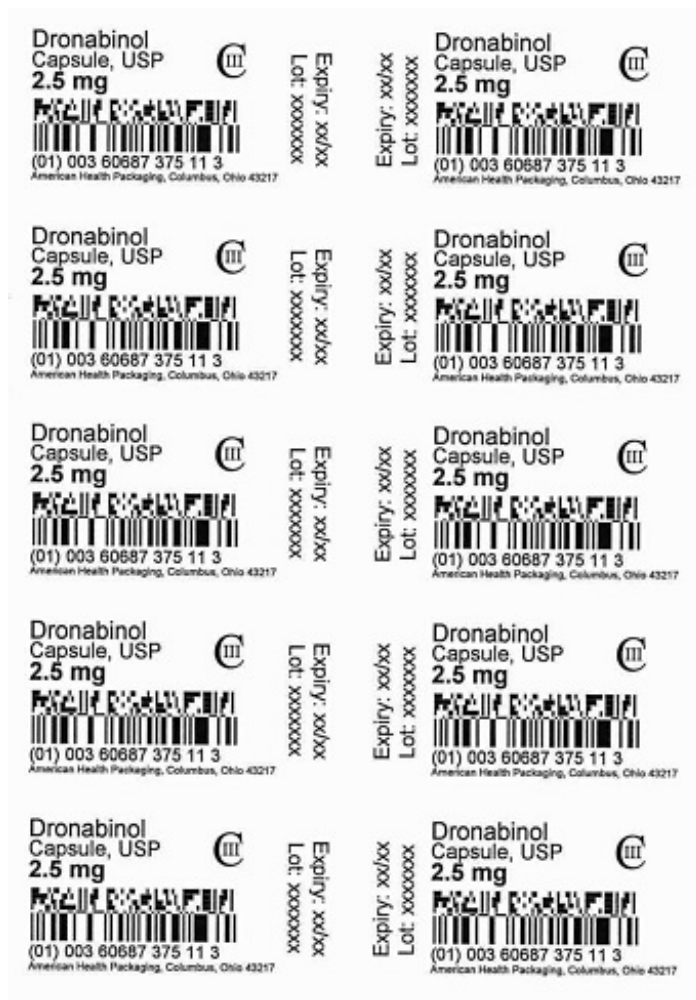 Dronabinol
Capsule, USP
CIII
2.5 mg
(01) 003 60687 375 11 3
American Health Packaging, Columbus, Ohio 43217
Expiry: xx/xx
Lot: xxxxxxx
Expiry: xx/xx
Lot: xxxxxxx
Dronabinol
Capsule, USP
CIII
2.5 mg
(01) 003 60687 375 11 3
American Health Packaging, Columbus, Ohio 43217
Dronabinol
Capsule, USP
CIII
2.5 mg
(01) 003 60687 375 11 3
American Health Packaging, Columbus, Ohio 43217
Expiry: xx/xx
Lot: xxxxxxx
Expiry: xx/xx
Lot: xxxxxxx
Dronabinol
Capsule, USP
CIII
2.5 mg
(01) 003 60687 375 11 3
American Health Packaging, Columbus, Ohio 43217
Dronabinol
Capsule, USP
CIII
2.5 mg
(01) 003 60687 375 11 3
American Health Packaging, Columbus, Ohio 43217
Expiry: xx/xx
Lot: xxxxxxx
Expiry: xx/xx
Lot: xxxxxxx
Dronabinol
Capsule, USP
CIII
2.5 mg
(01) 003 60687 375 11 3
American Health Packaging, Columbus, Ohio 43217
Dronabinol
Capsule, USP
CIII
2.5 mg
(01) 003 60687 375 11 3
American Health Packaging, Columbus, Ohio 43217
Expiry: xx/xx
Lot: xxxxxxx
Expiry: xx/xx
Lot: xxxxxxx
Dronabinol
Capsule, USP
CIII
2.5 mg
(01) 003 60687 375 11 3
American Health Packaging, Columbus, Ohio 43217
Dronabinol
Capsule, USP
CIII
2.5 mg
(01) 003 60687 375 11 3
American Health Packaging, Columbus, Ohio 43217
Expiry: xx/xx
Lot: xxxxxxx
Expiry: xx/xx
Lot: xxxxxxx
Dronabinol
Capsule, USP
CIII
2.5 mg
(01) 003 60687 375 11 3
American Health Packaging, Columbus, Ohio 43217